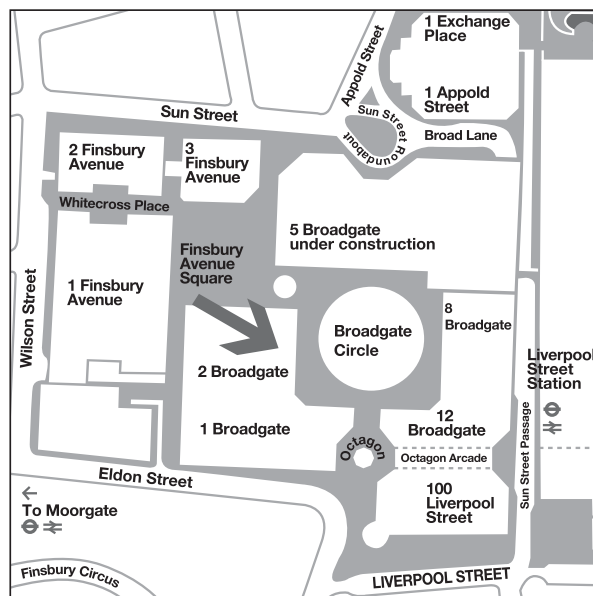 1 Exchange
Place
Appold Street
1 Appold
Street
Sun Street
Sun Street Roundabout
Broad Lane
2 Finsbury
Avenue
3
Finsbury
Avenue
Whitecross Place
5 Broadgate
under construction
Finsbury
Avenue
Square
Wilson Street
1 Finsbury
Avenue
8
Broadgate
Broadgate
Circle
Liverpool
Street
Station
2 Broadgate
12
Broadgate
1 Broadgate
Octagon
Octagon Arcade
Sun Street Passage
Eldon Street
100
Liverpool
Street
To Moorgate
Finsbury Circus
LIVERPOOL STREET